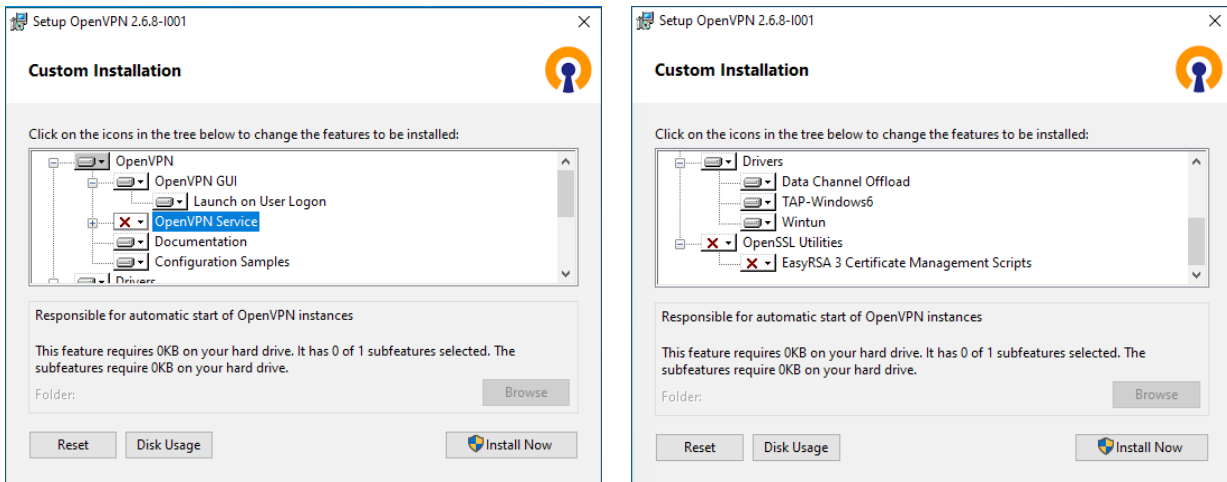 Setup OpenVPN 2.6.8-I001
Custom Installation
Click on the icons in the tree below to change the features to be installed:
OpenVPN
OpenVPN GUI
Launch on User Logon
OpenVPN Service
Documentation
Configuration Samples
Drivers
Responsible for automatic start of OpenVPN instances
This feature requires 0KB on your hard drive. It has 0 of 1 subfeatures selected. The
subfeatures require 0KB on your hard drive.
Folder:
Browse
Reset
Disk Usage
Install Now
Setup OpenVPN 2.6.8-I001
Custom Installation
Click on the icons in the tree below to change the features to be installed:
Drivers
Data Channel Offload
TAP-Windows6
Wintun
OpenSSL Utilities
EasyRSA 3 Certificate Management Scripts
Responsible for automatic start of OpenVPN instances
This feature requires 0KB on your hard drive. It has 0 of 1 subfeatures selected. The
subfeatures require 0KB on your hard drive.
Folder:
Browse
Reset
Disk Usage
Install Now